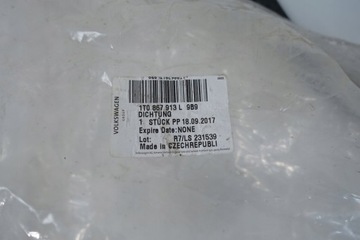 VOLKSWAGEN
1T0 867 913 L 9B9
DICHTUNG
1. STÜCK PP 18.09.2017
Expire Date:NONE
Lot: R7/LS 231539
Made in CZECHREPUBLI